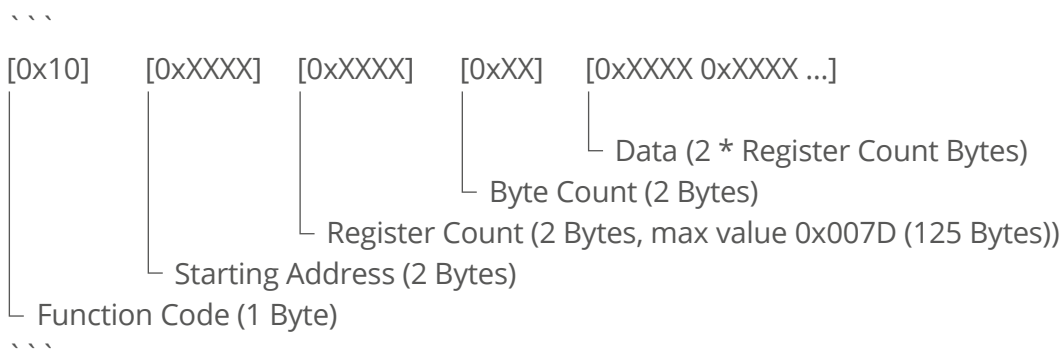 ```
[0x10] [0xXXXX] [0xXXXX] [0xXX] [0xXXXX 0xXXXX ...]
Data (2 * Register Count Bytes)
Byte Count (2 Bytes)
Register Count (2 Bytes, max value 0x007D (125 Bytes))
Starting Address (2 Bytes)
Function Code (1 Byte)
```